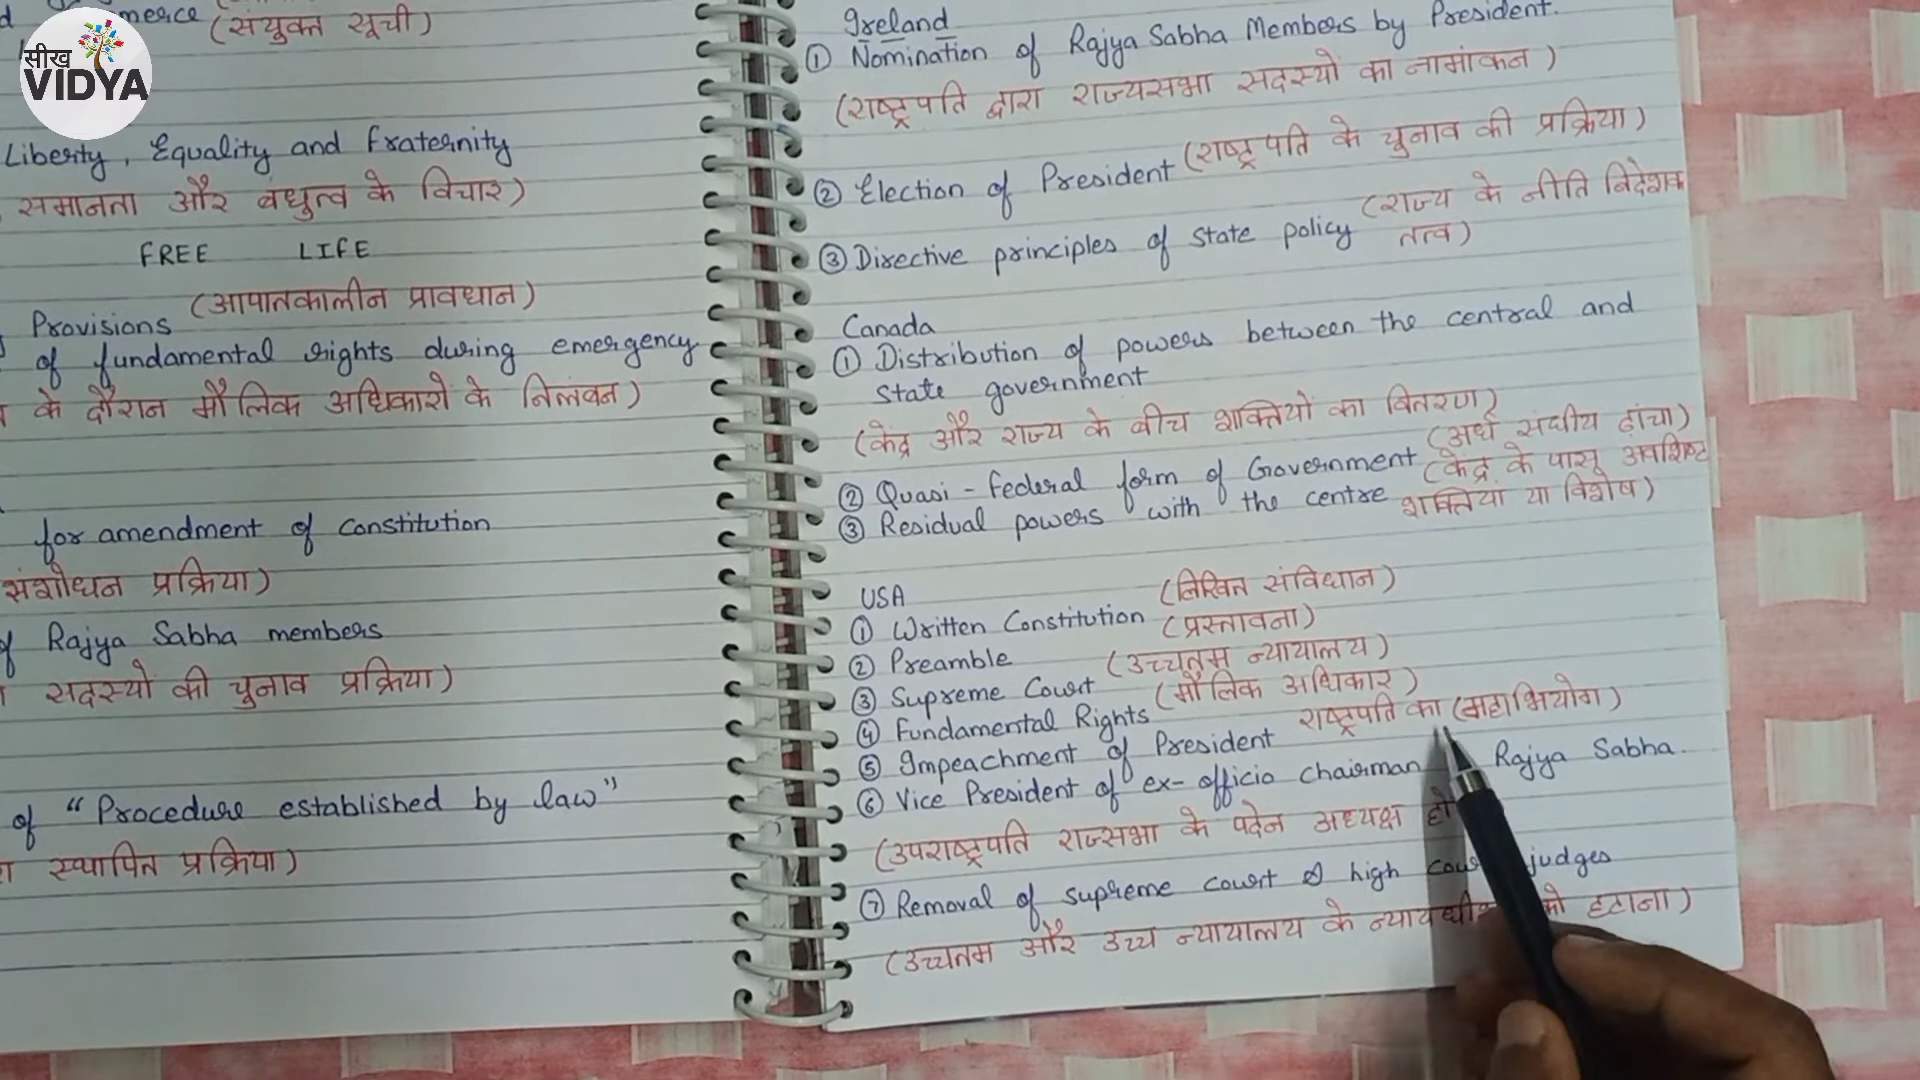 सीख
VIDYA
merce (संयुक्त सूची)
Liberty, Equality and fraternity
समानता और बंधुत्व के विचार)
FREE LIFE
(आपातकालीन प्रावधान)
Provisions
of fundamental rights during emergency
के दौरान मौलिक अधिकारो के निलंबन)
for amendment of constitution
संशोधन प्रक्रिया)
of Rajya Sabha members
सदस्यों की चुनाव प्रक्रिया)
of "Procedure established by law"
स्थापित प्रक्रिया)
Ireland
① Nomination of Rajya Sabha Members by President.
(राष्ट्रपति द्वारा राज्यसभा सदस्यों का नामांकन)
② Election of President (राष्ट्रपति के चुनाव की प्रक्रिया)
③ Directive principles of state policy (राज्य के नीति निदेशक
तत्व)
Canada
① Distribution of powers between the central and
state government
(केंद्र और राज्य के बीच शक्तियों का वितरण)
② Quasi-federal form of Government (अर्ध संघीय ढांचा)
③ Residual powers with the centre (केंद्र के पास अवशिष्ट
शक्तियां या विशेष)
USA
① Written Constitution (लिखित संविधान)
② Preamble (प्रस्तावना)
③ Supreme Court (उच्चतम न्यायालय)
④ Fundamental Rights (मौलिक अधिकार)
⑤ Impeachment of President राष्ट्रपति का (महाभियोग)
⑥ Vice President of ex-officio chairman Rajya Sabha.
(उपराष्ट्रपति राज्सभा के पदेन अध्यक्ष
⑦ Removal of supreme court & high judges
(उच्चतम और उच्च न्यायालय के को हटाना)